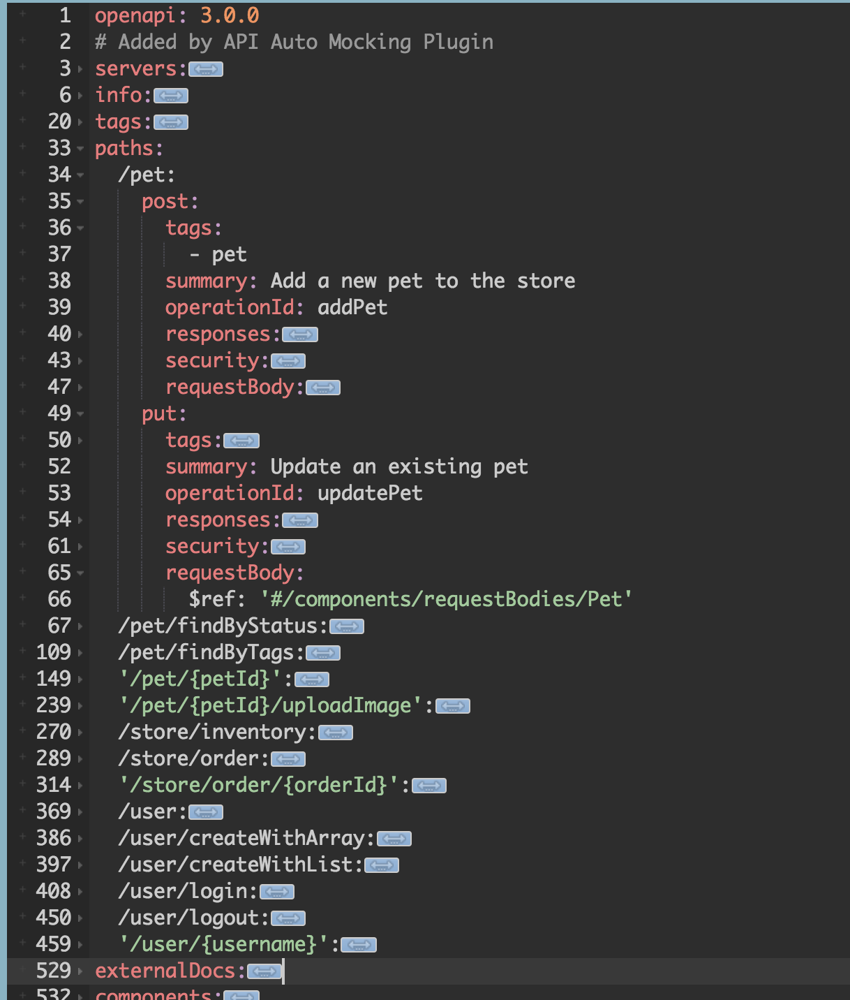 1 openapi: 3.0.0
2 # Added by API Auto Mocking Plugin
3 servers:
6 info:
20 tags:
33 paths:
34 /pet:
35 post:
36 tags:
37 - pet
38 summary: Add a new pet to the store
39 operationId: addPet
40 responses:
43 security:
47 requestBody:
49 put:
50 tags:
52 summary: Update an existing pet
53 operationId: updatePet
54 responses:
61 security:
65 requestBody:
66 $ref: '#/components/requestBodies/Pet'
67 /pet/findByStatus:
109 /pet/findByTags:
149 '/pet/{petId}':
239 '/pet/{petId}/uploadImage':
270 /store/inventory:
289 /store/order:
314 '/store/order/{orderId}':
369 /user:
386 /user/createWithArray:
397 /user/createWithList:
408 /user/login:
450 /user/logout:
459 '/user/{username}':
529 externalDocs:
532 components: